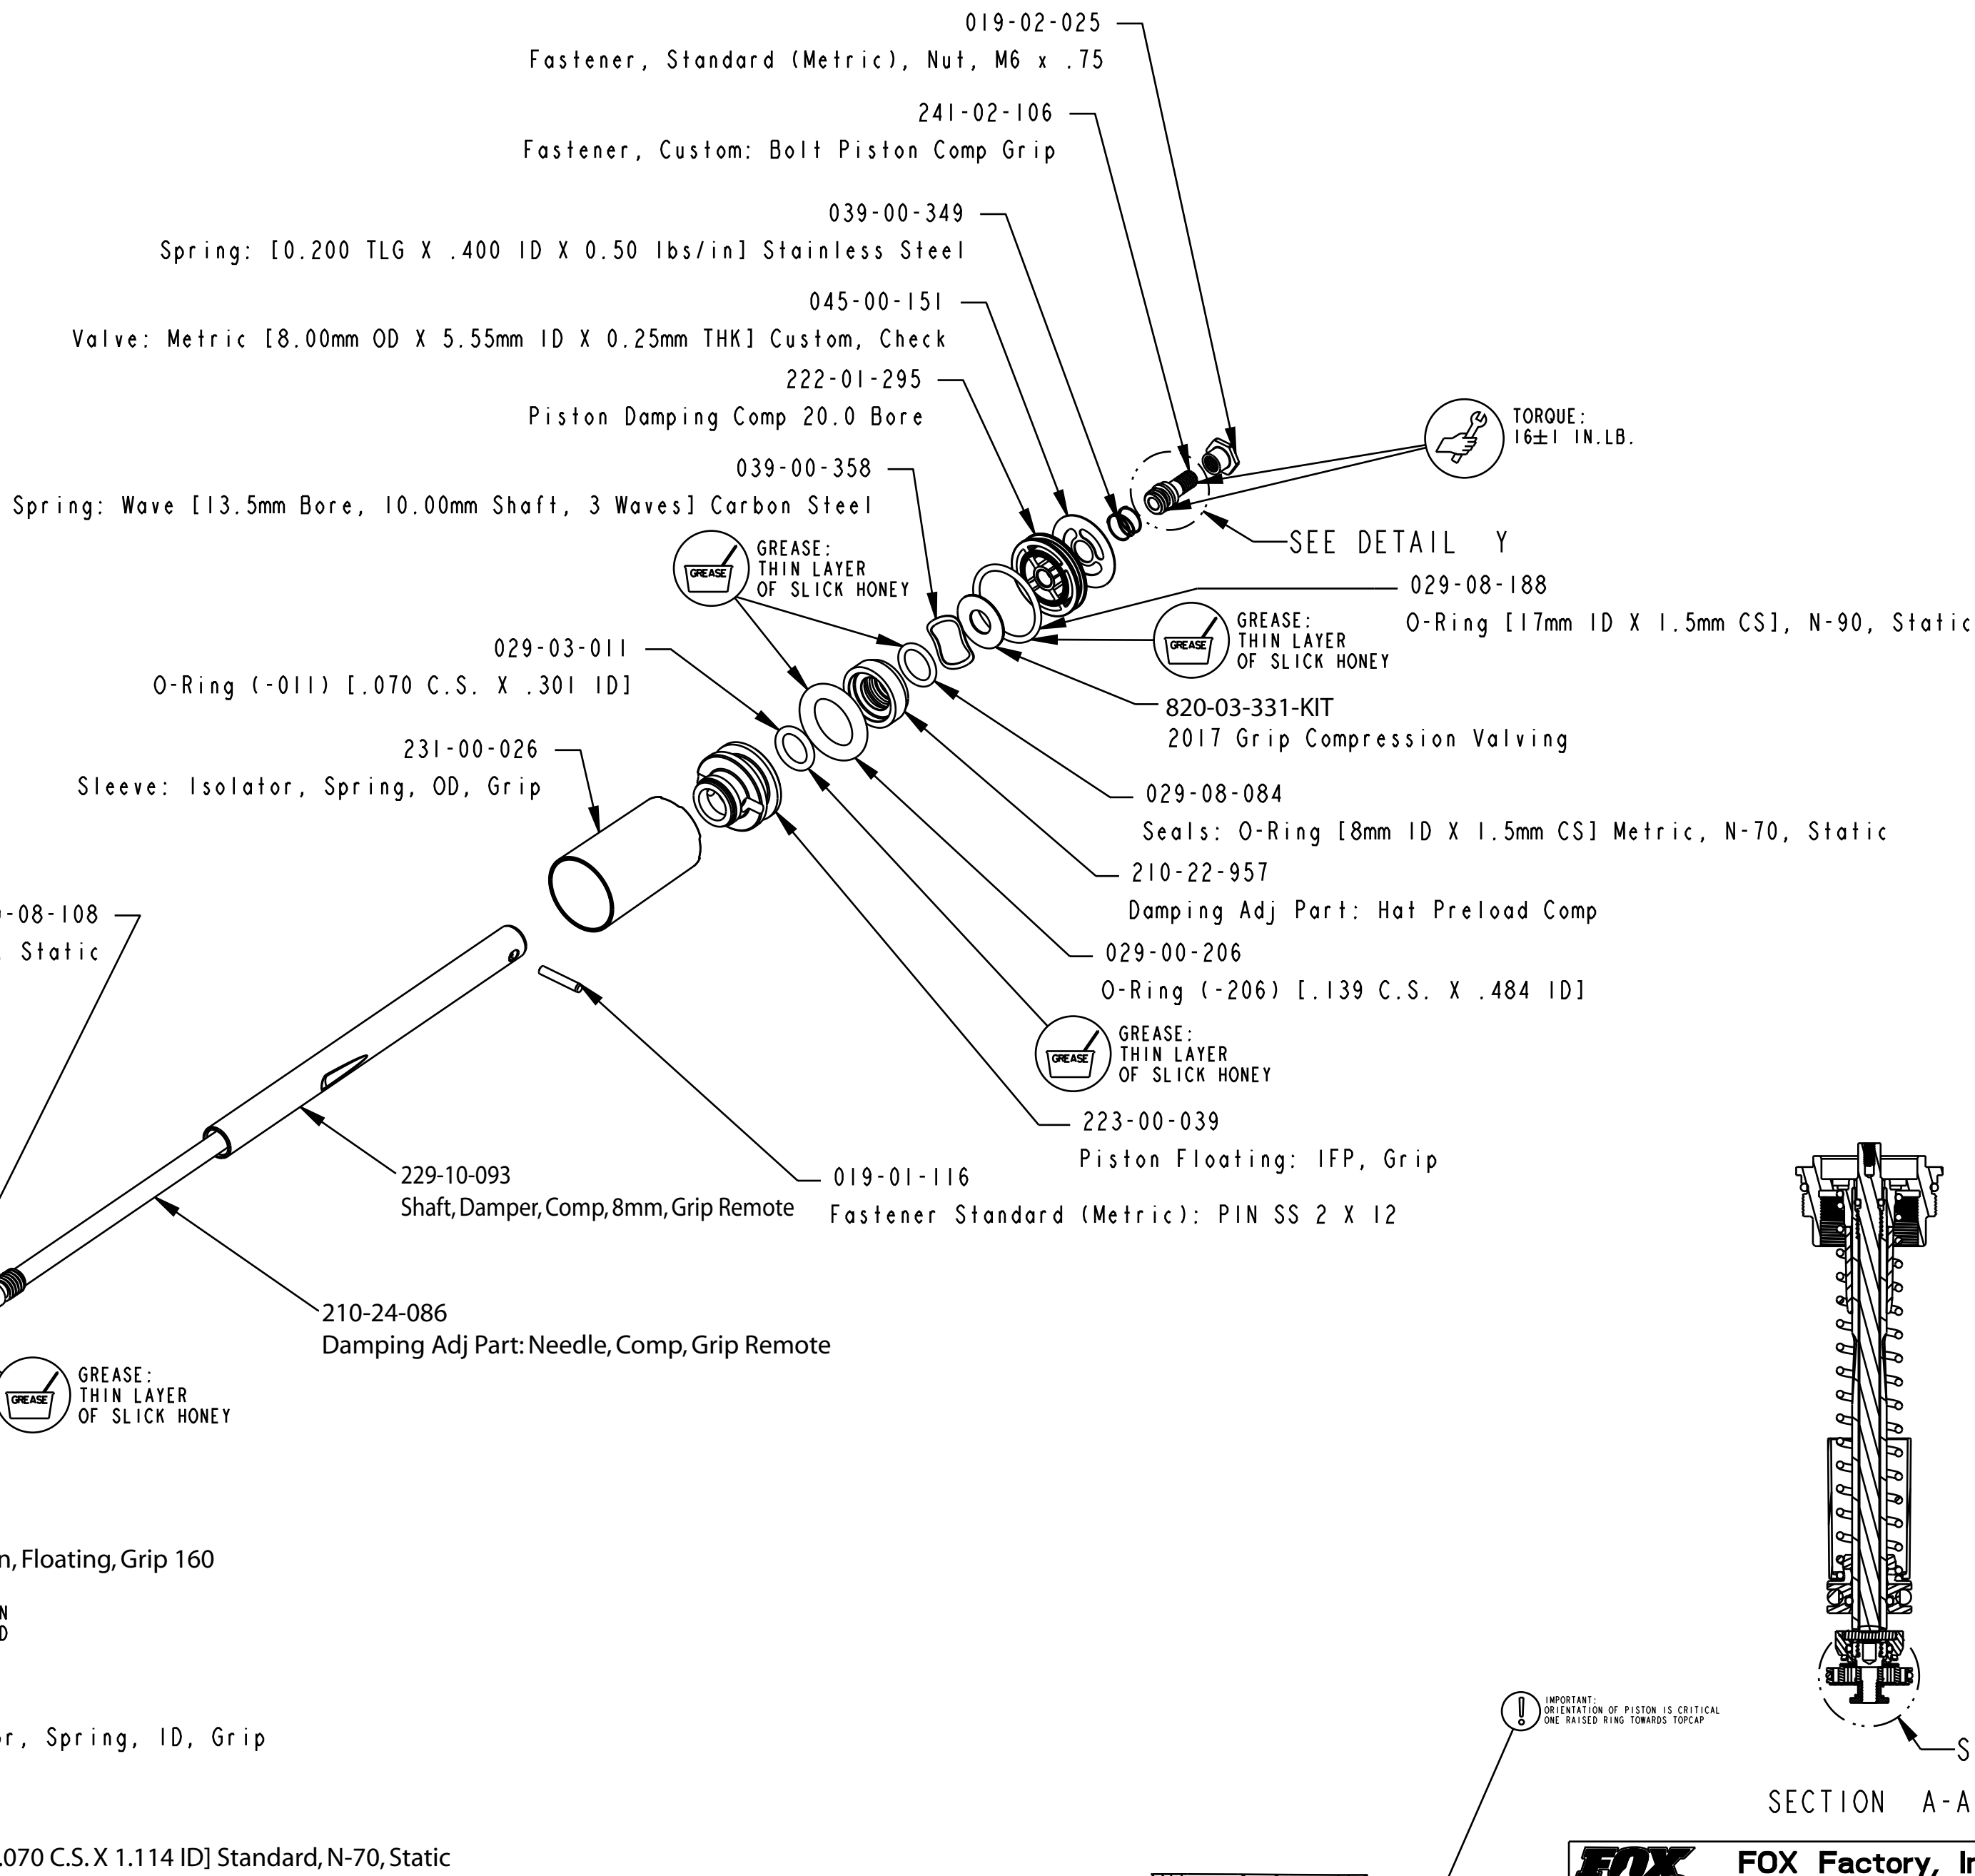 019-02-025
Fastener, Standard (Metric), Nut, M6 x .75
241-02-106
Fastener, Custom: Bolt Piston Comp Grip
039-00-349
Spring: [0.200 TLG X .400 ID X 0.50 lbs/in] Stainless Steel
045-00-151
Valve: Metric [8.00mm OD X 5.55mm ID X 0.25mm THK] Custom, Check
222-01-295
Piston Damping Comp 20.0 Bore
TORQUE:
16±1 IN.LB.
039-00-358
Spring: Wave [13.5mm Bore, 10.00mm Shaft, 3 Waves] Carbon Steel
SEE DETAIL Y
GREASE
GREASE:
THIN LAYER
OF SLICK HONEY
029-08-188
O-Ring [17mm ID X 1.5mm CS], N-90, Static
GREASE
GREASE:
THIN LAYER
OF SLICK HONEY
029-03-011
O-Ring (-011) [.070 C.S. X .301 ID]
820-03-331-KIT
2017 Grip Compression Valving
231-00-026
Sleeve: Isolator, Spring, OD, Grip
029-08-084
Seals: O-Ring [8mm ID X 1.5mm CS] Metric, N-70, Static
210-22-957
Damping Adj Part: Hat Preload Comp
-08-108
Static
029-00-206
O-Ring (-206) [.139 C.S. X .484 ID]
GREASE
GREASE:
THIN LAYER
OF SLICK HONEY
223-00-039
Piston Floating: IFP, Grip
229-10-093
Shaft, Damper, Comp, 8mm, Grip Remote
019-01-116
Fastener Standard (Metric): PIN SS 2 X 12
210-24-086
Damping Adj Part: Needle, Comp, Grip Remote
GREASE
GREASE:
THIN LAYER
OF SLICK HONEY
n, Floating, Grip 160
N
D
IMPORTANT:
ORIENTATION OF PISTON IS CRITICAL
ONE RAISED RING TOWARDS TOPCAP
or, Spring, ID, Grip
S
SECTION A-A
.070 C.S. X 1.114 ID] Standard, N-70, Static
FOX
FOX Factory, In